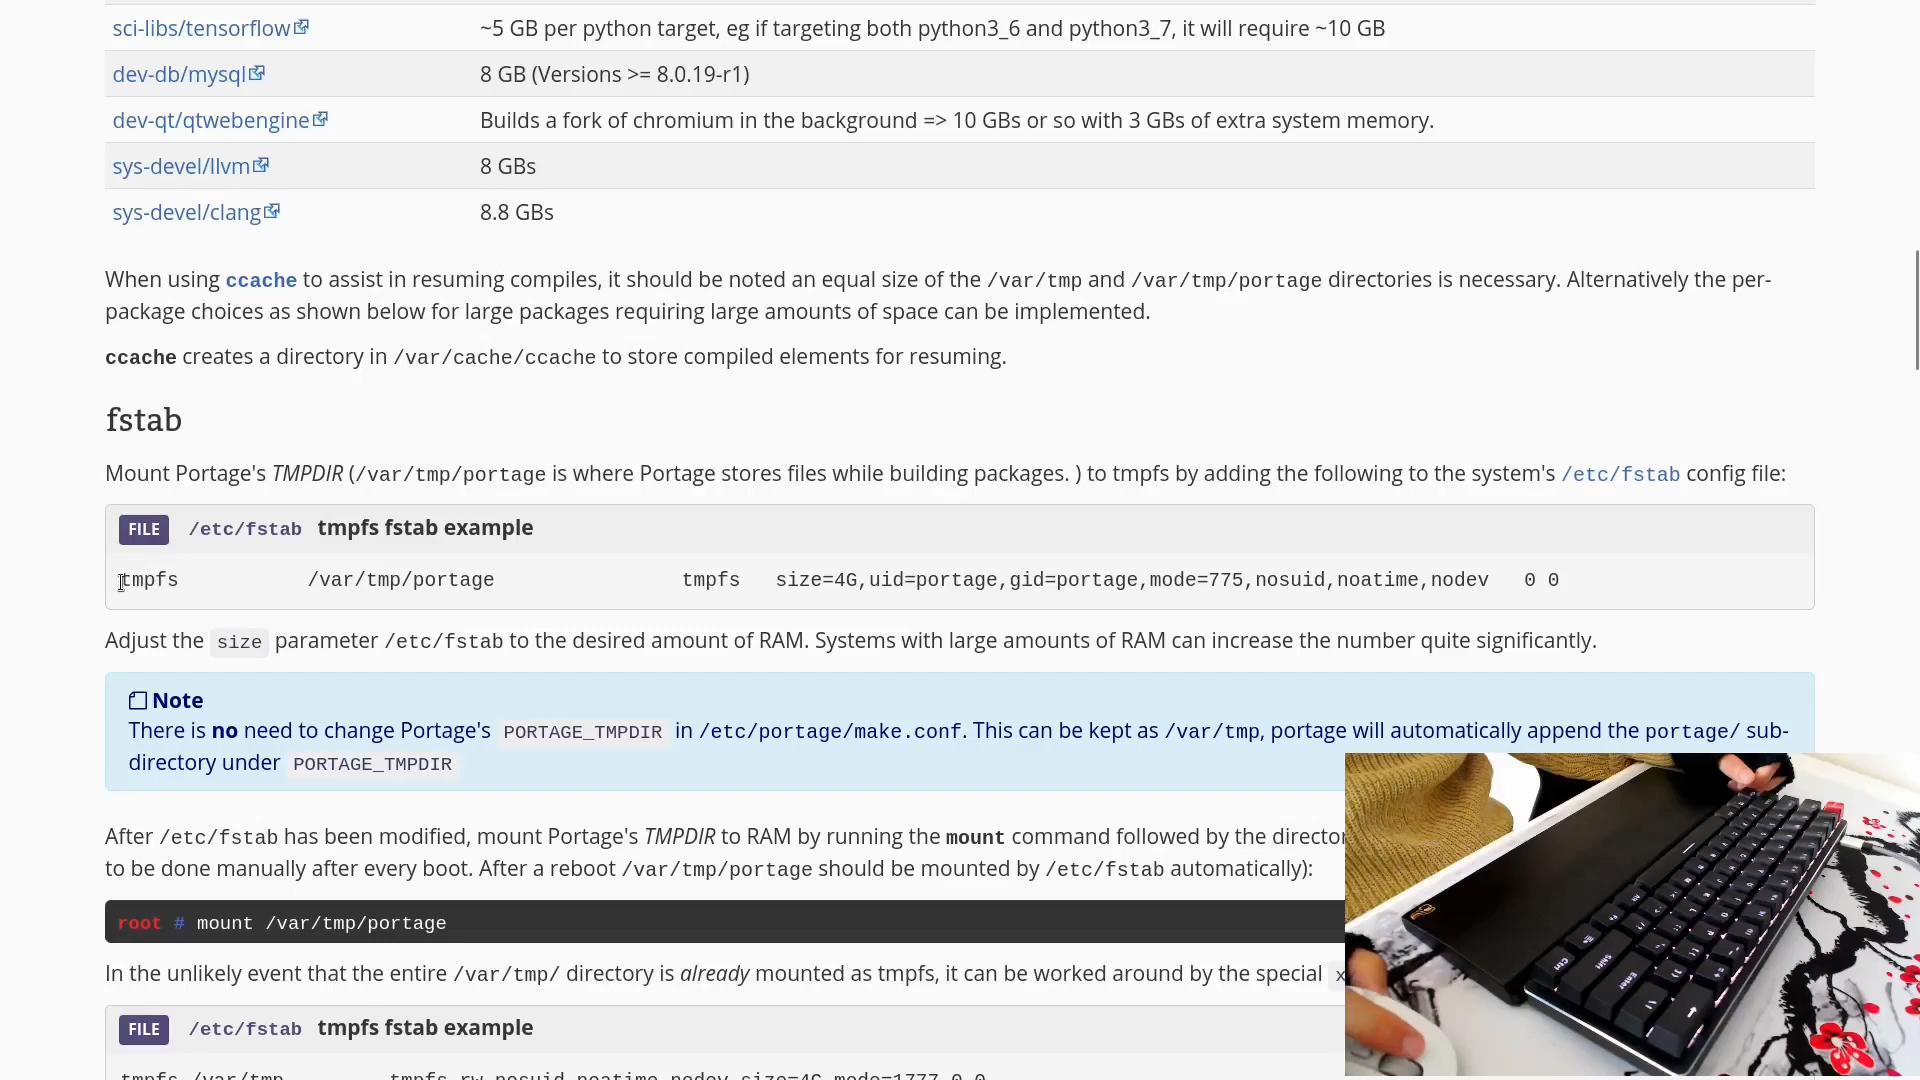 sci-libs/tensorflow ~5 GB per python target, eg if targeting both python3_6 and python3_7, it will require ~10 GB
dev-db/mysql 8 GB (Versions >= 8.0.19-r1)
dev-qt/qtwebengine Builds a fork of chromium in the background => 10 GBs or so with 3 GBs of extra system memory.
sys-devel/llvm 8 GBs
sys-devel/clang 8.8 GBs
When using ccache to assist in resuming compiles, it should be noted an equal size of the /var/tmp and /var/tmp/portage directories is necessary. Alternatively the per-
package choices as shown below for large packages requiring large amounts of space can be implemented.
ccache creates a directory in /var/cache/ccache to store compiled elements for resuming.
fstab
Mount Portage's TMPDIR (/var/tmp/portage is where Portage stores files while building packages. ) to tmpfs by adding the following to the system's /etc/fstab config file:
FILE /etc/fstab tmpfs fstab example
tmpfs /var/tmp/portage tmpfs size=4G,uid=portage,gid=portage,mode=775,nosuid,noatime,nodev 0 0
Adjust the size parameter /etc/fstab to the desired amount of RAM. Systems with large amounts of RAM can increase the number quite significantly.
Note
There is no need to change Portage's PORTAGE_TMPDIR in /etc/portage/make.conf. This can be kept as /var/tmp, portage will automatically append the portage/ sub-
directory under PORTAGE_TMPDIR
After /etc/fstab has been modified, mount Portage's TMPDIR to RAM by running the mount command followed by the director
to be done manually after every boot. After a reboot /var/tmp/portage should be mounted by /etc/fstab automatically):
root # mount /var/tmp/portage
In the unlikely event that the entire /var/tmp/ directory is already mounted as tmpfs, it can be worked around by the special x
FILE /etc/fstab tmpfs fstab example
tmpfs /var/tmp tmpfs rw,nosuid,noatime,nodev,size=4G,mode=1777 0 0
Ctrl
Shift
Enter